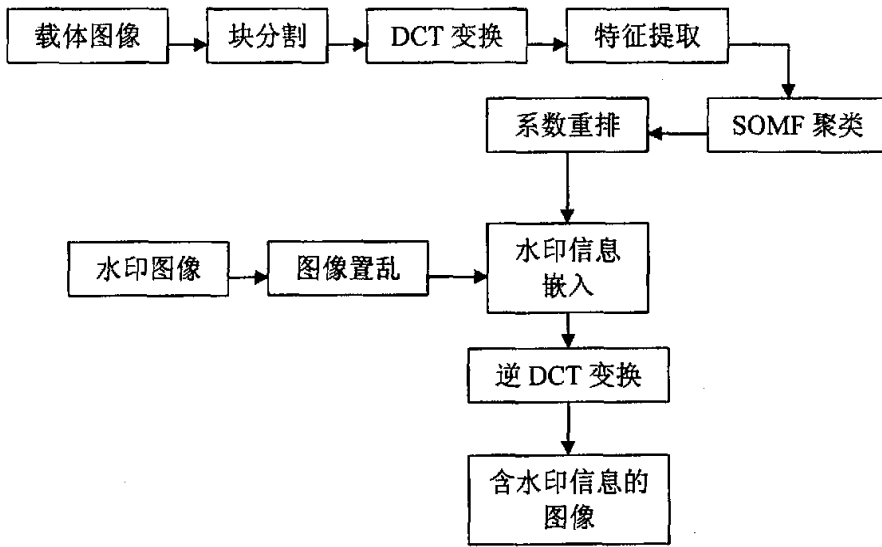 载体图像
块分割
DCT 变换
特征提取
系数重排
SOMF 聚类
水印图像
图像置乱
水印信息
嵌入
逆 DCT 变换
含水印信息的
图像